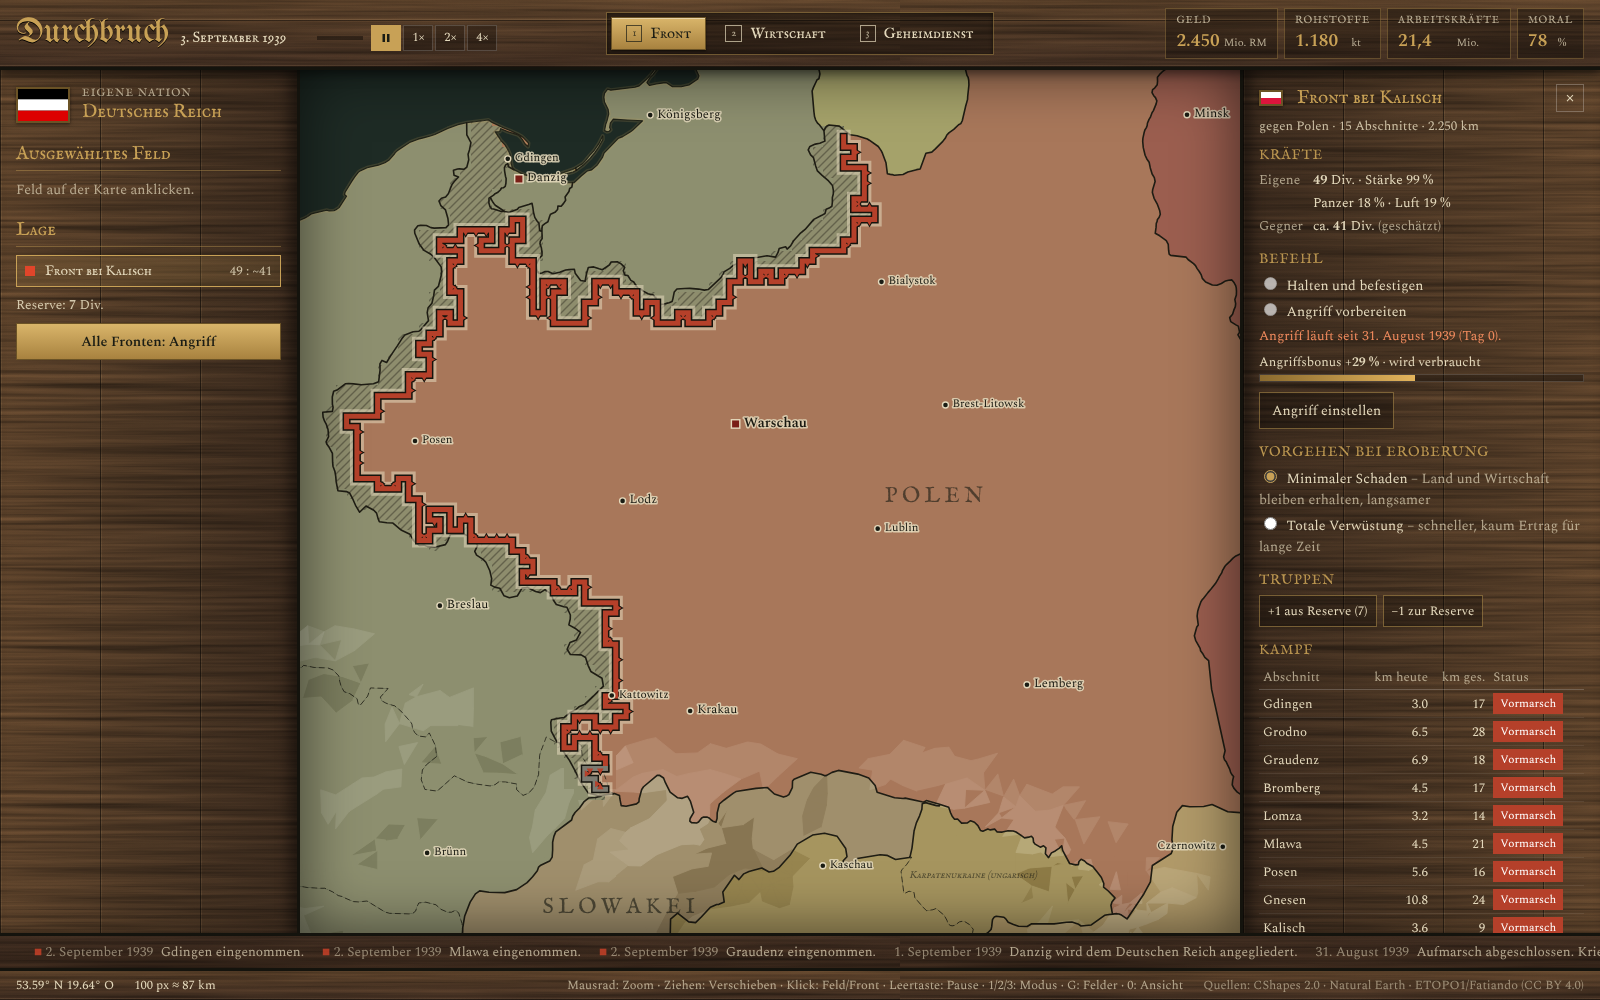 Durchbruch
3. September 1939
1×
2×
4×
1 Front
2 Wirtschaft
3 Geheimdienst
GELD
2.450 Mio. RM
ROHSTOFFE
1.180 kt
ARBEITSKRÄFTE
21,4 Mio.
MORAL
78 %
EIGENE NATION
Deutsches Reich
Ausgewähltes Feld
Feld auf der Karte anklicken.
Lage
Front bei Kalisch 49 : ~41
Reserve: 7 Div.
Alle Fronten: Angriff
Königsberg
Minsk
Gdingen
Danzig
Bialystok
Brest-Litowsk
Warschau
Posen
POLEN
Lodz
Lublin
Breslau
Kattowitz
Lemberg
Krakau
Czernowitz
Brünn
Kaschau
Karpatenukraine (ungarisch)
SLOWAKEI
Front bei Kalisch
×
gegen Polen · 15 Abschnitte · 2.250 km
KRÄFTE
Eigene 49 Div. · Stärke 99 %
Panzer 18 % · Luft 19 %
Gegner ca. 41 Div. (geschätzt)
BEFEHL
Halten und befestigen
Angriff vorbereiten
Angriff läuft seit 31. August 1939 (Tag 0).
Angriffsbonus +29 % · wird verbraucht
Angriff einstellen
VORGEHEN BEI EROBERUNG
Minimaler Schaden – Land und Wirtschaft
bleiben erhalten, langsamer
Totale Verwüstung – schneller, kaum Ertrag für
lange Zeit
TRUPPEN
+1 aus Reserve (7)
−1 zur Reserve
KAMPF
Abschnitt km heute km ges. Status
Gdingen 3.0 17 Vormarsch
Grodno 6.5 28 Vormarsch
Graudenz 6.9 18 Vormarsch
Bromberg 4.5 17 Vormarsch
Lomza 3.2 14 Vormarsch
Mlawa 4.5 21 Vormarsch
Posen 5.6 16 Vormarsch
Gnesen 10.8 24 Vormarsch
Kalisch 3.6 9 Vormarsch
2. September 1939 Gdingen eingenommen. 2. September 1939 Mlawa eingenommen. 2. September 1939 Graudenz eingenommen. 1. September 1939 Danzig wird dem Deutschen Reich angegliedert. 31. August 1939 Aufmarsch abgeschlossen. Krie
53.59° N 19.64° O 100 px ≈ 87 km
Mausrad: Zoom · Ziehen: Verschieben · Klick: Feld/Front · Leertaste: Pause · 1/2/3: Modus · G: Felder · 0: Ansicht
Quellen: CShapes 2.0 · Natural Earth · ETOPO1/Fatiando (CC BY 4.0)